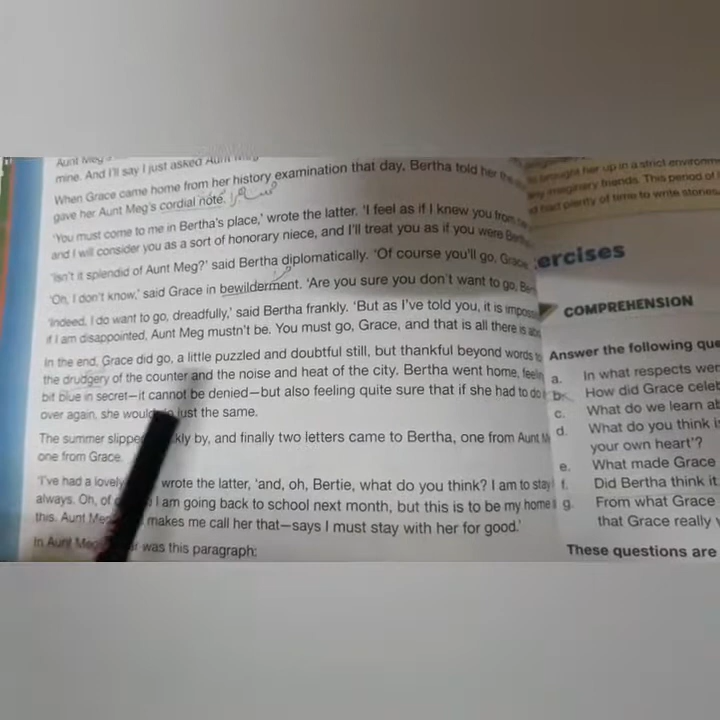 mine. And I'll say I just asked Aunt Meg
When Grace came home from her history examination that day, Bertha told her the
gave her Aunt Meg's cordial note.
'You must come to me in Bertha's place,' wrote the latter. 'I feel as if I knew you from
and I will consider you as a sort of honorary niece, and I'll treat you as if you were
'Isn't it splendid of Aunt Meg?' said Bertha diplomatically. 'Of course you'll go, Grace
'Oh, I don't know,' said Grace in bewilderment. 'Are you sure you don't want to go,
'Indeed, I do want to go, dreadfully,' said Bertha frankly. 'But as I've told you, it is
if I am disappointed, Aunt Meg mustn't be. You must go, Grace, and that is all there is
In the end, Grace did go, a little puzzled and doubtful still, but thankful beyond words
the drudgery of the counter and the noise and heat of the city. Bertha went home,
bit blue in secret—it cannot be denied—but also feeling quite sure that if she had to do
over again, she would just the same.
The summer by, and finally two letters came to Bertha, one from Aunt
one from Grace.
'I've had a lovely wrote the latter, 'and, oh, Bertie, what do you think? I am to stay
always. Oh, of I am going back to school next month, but this is to be my home
this. Aunt Meg makes me call her that—says I must stay with her for good.'
In Aunt was this paragraph:
brought her up in a strict
imaginary friends. This period of
had plenty of time to write stories
ercises
COMPREHENSION
Answer the following
a. In what respects
b. How did Grace
c. What do we learn
d. What do you think
your own heart'?
e. What made Grace
f. Did Bertha think it
g. From what Grace
that Grace really
These questions are